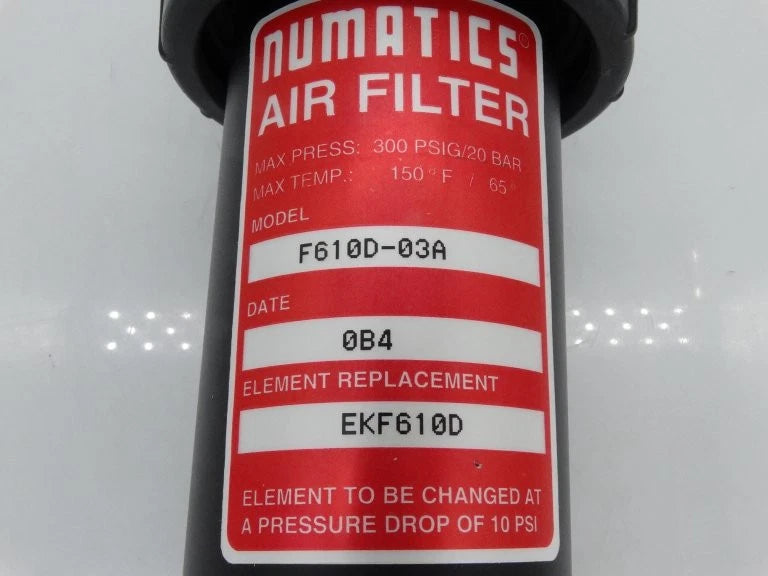 NUMATICS©
AIR FILTER
MAX PRESS: 300 PSIG/20 BAR
MAX TEMP.: 150°F / 65°
MODEL
F610D-03A
DATE
0B4
ELEMENT REPLACEMENT
EKF610D
ELEMENT TO BE CHANGED AT
A PRESSURE DROP OF 10 PSI